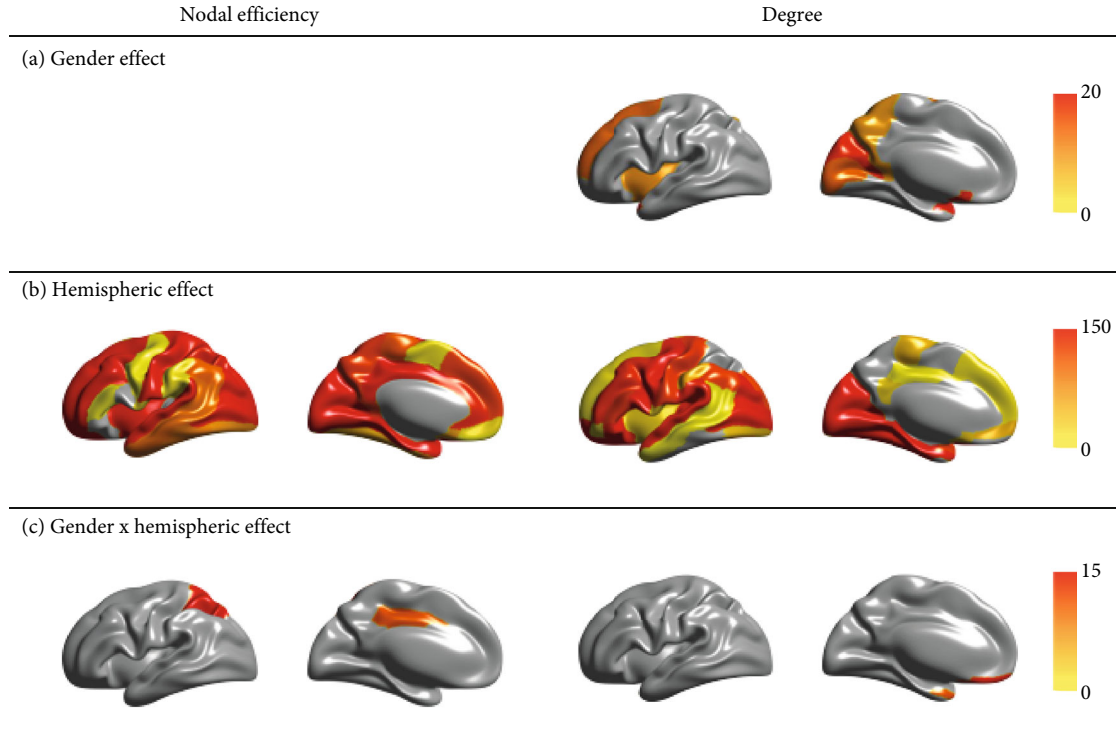 Nodal efficiency
Degree
(a) Gender effect
20
0
(b) Hemispheric effect
150
0
(c) Gender x hemispheric effect
15
0